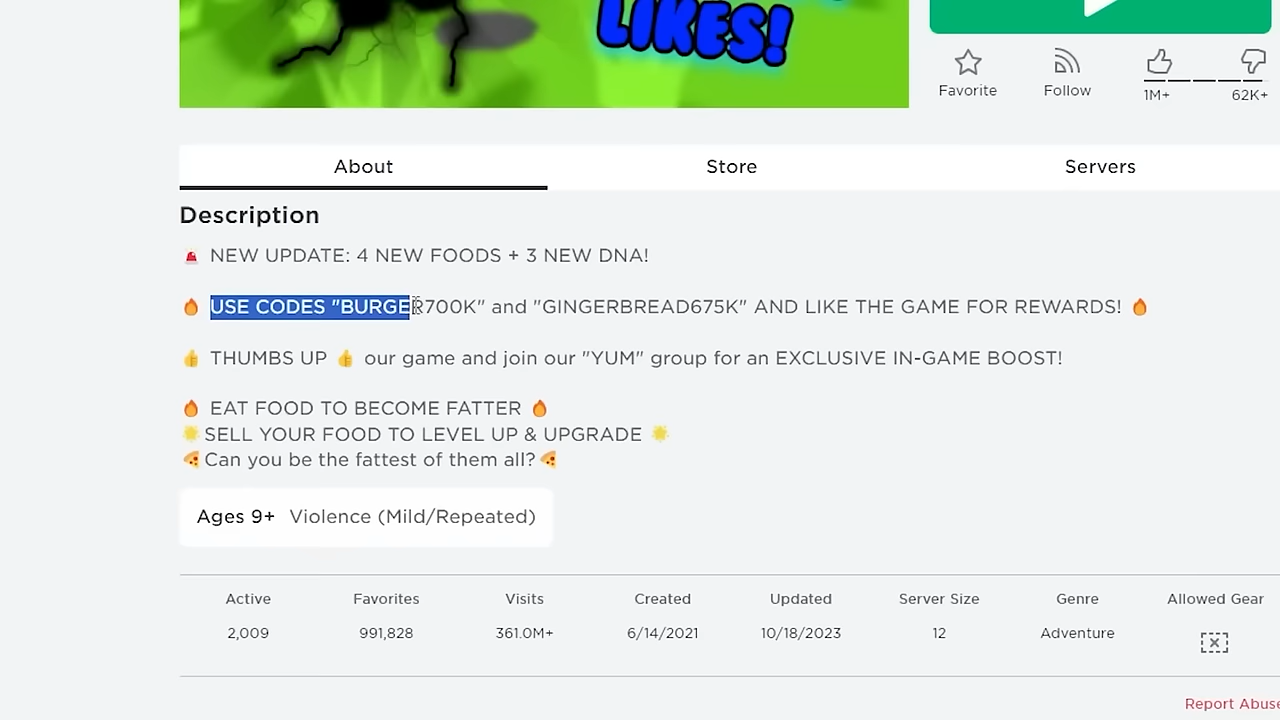 LIKES!
Favorite
Follow
1M+
62K+
About
Store
Servers
Description
🚨 NEW UPDATE: 4 NEW FOODS + 3 NEW DNA!
🔥 USE CODES "BURGER700K" and "GINGERBREAD675K" AND LIKE THE GAME FOR REWARDS! 🔥
👍 THUMBS UP 👍 our game and join our "YUM" group for an EXCLUSIVE IN-GAME BOOST!
🔥 EAT FOOD TO BECOME FATTER 🔥
🌟SELL YOUR FOOD TO LEVEL UP & UPGRADE 🌟
🍕Can you be the fattest of them all?🍕
Ages 9+ Violence (Mild/Repeated)
Active Favorites Visits Created Updated Server Size Genre Allowed Gear
2,009 991,828 361.0M+ 6/14/2021 10/18/2023 12 Adventure
Report Abuse